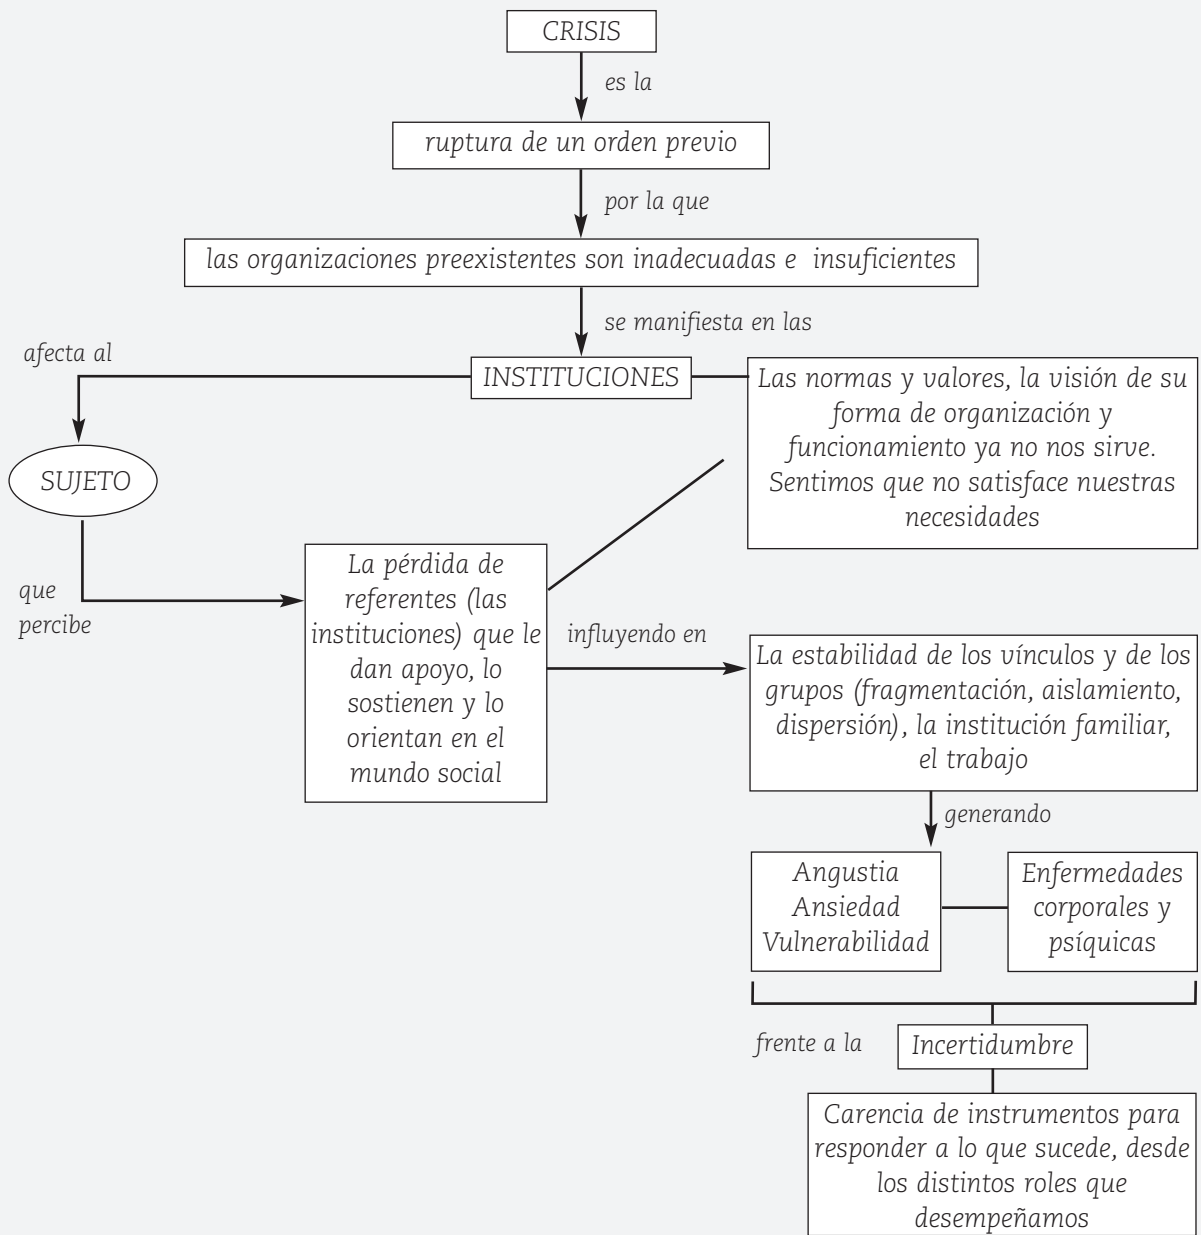 CRISIS
es la
ruptura de un orden previo
por la que
las organizaciones preexistentes son inadecuadas e insuficientes
se manifiesta en las
afecta al
INSTITUCIONES
Las normas y valores, la visión de su
forma de organización y
funcionamiento ya no nos sirve.
Sentimos que no satisface nuestras
necesidades
SUJETO
que
percibe
La pérdida de
referentes (las
instituciones) que le
dan apoyo, lo
sostienen y lo
orientan en el
mundo social
influyendo en
La estabilidad de los vínculos y de los
grupos (fragmentación, aislamiento,
dispersión), la institución familiar,
el trabajo
generando
Angustia
Ansiedad
Vulnerabilidad
Enfermedades
corporales y
psíquicas
frente a la
Incertidumbre
Carencia de instrumentos para
responder a lo que sucede, desde
los distintos roles que
desempeñamos